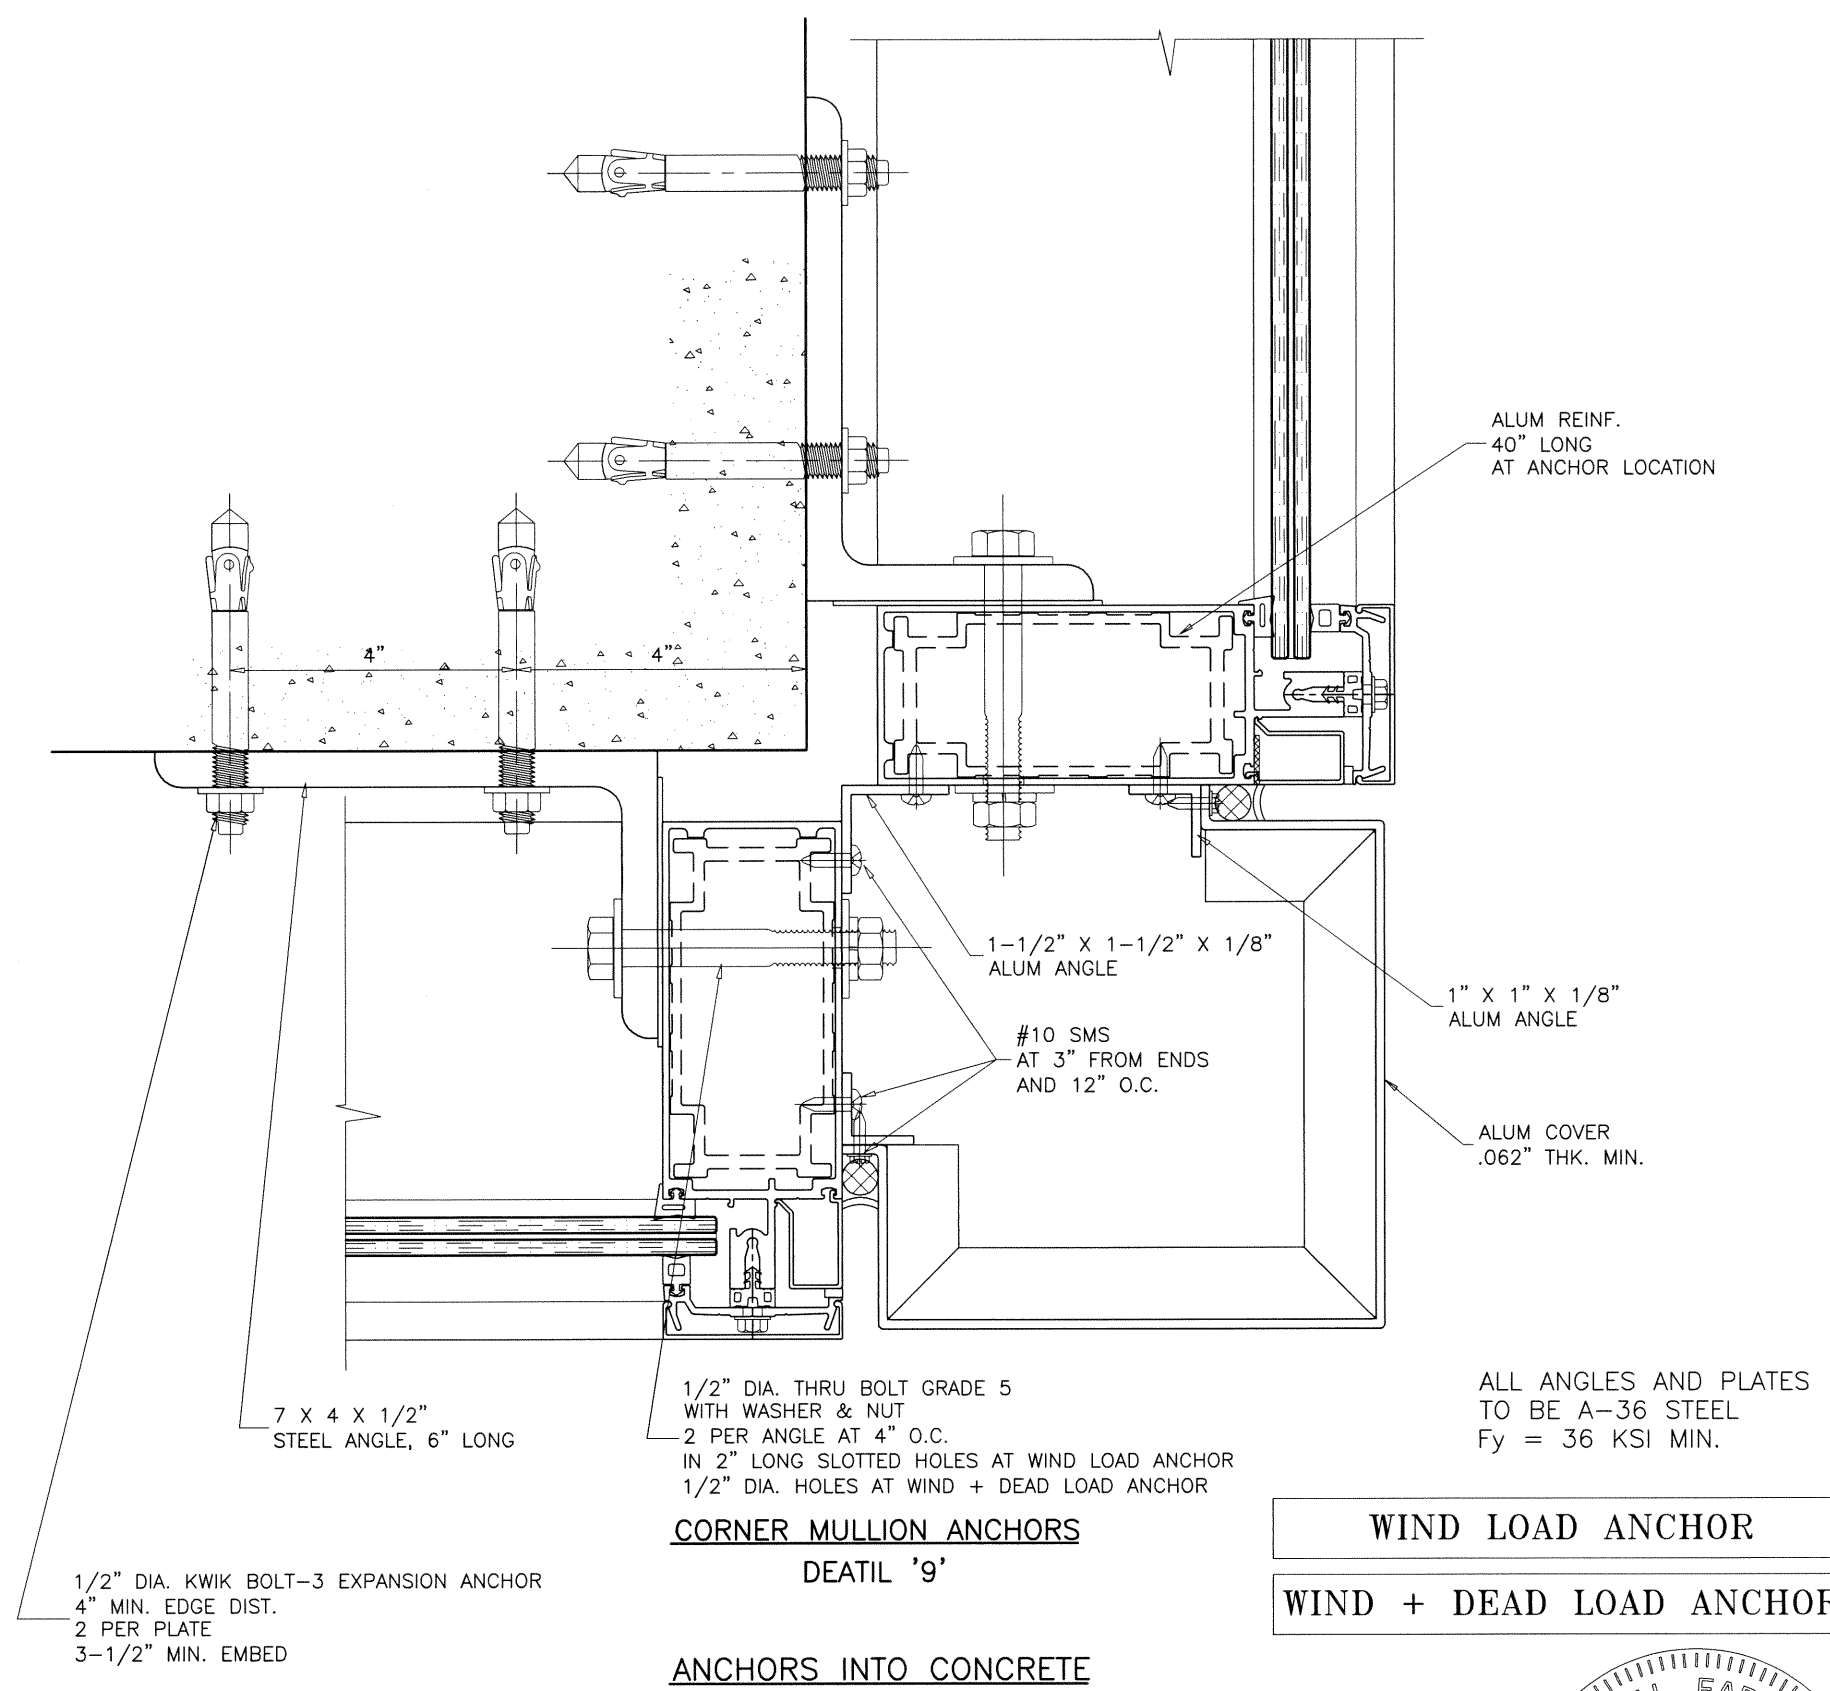 ALUM REINF.
40" LONG
AT ANCHOR LOCATION
4"
4"
1-1/2" X 1-1/2" X 1/8"
ALUM ANGLE
1" X 1" X 1/8"
ALUM ANGLE
#10 SMS
AT 3" FROM ENDS
AND 12" O.C.
ALUM COVER
.062" THK. MIN.
7 X 4 X 1/2"
STEEL ANGLE, 6" LONG
1/2" DIA. THRU BOLT GRADE 5
WITH WASHER & NUT
2 PER ANGLE AT 4" O.C.
IN 2" LONG SLOTTED HOLES AT WIND LOAD ANCHOR
1/2" DIA. HOLES AT WIND + DEAD LOAD ANCHOR
ALL ANGLES AND PLATES
TO BE A-36 STEEL
Fy = 36 KSI MIN.
CORNER MULLION ANCHORS
DEATIL '9'
WIND LOAD ANCHOR
WIND + DEAD LOAD ANCHOR
1/2" DIA. KWIK BOLT-3 EXPANSION ANCHOR
4" MIN. EDGE DIST.
2 PER PLATE
3-1/2" MIN. EMBED
ANCHORS INTO CONCRETE